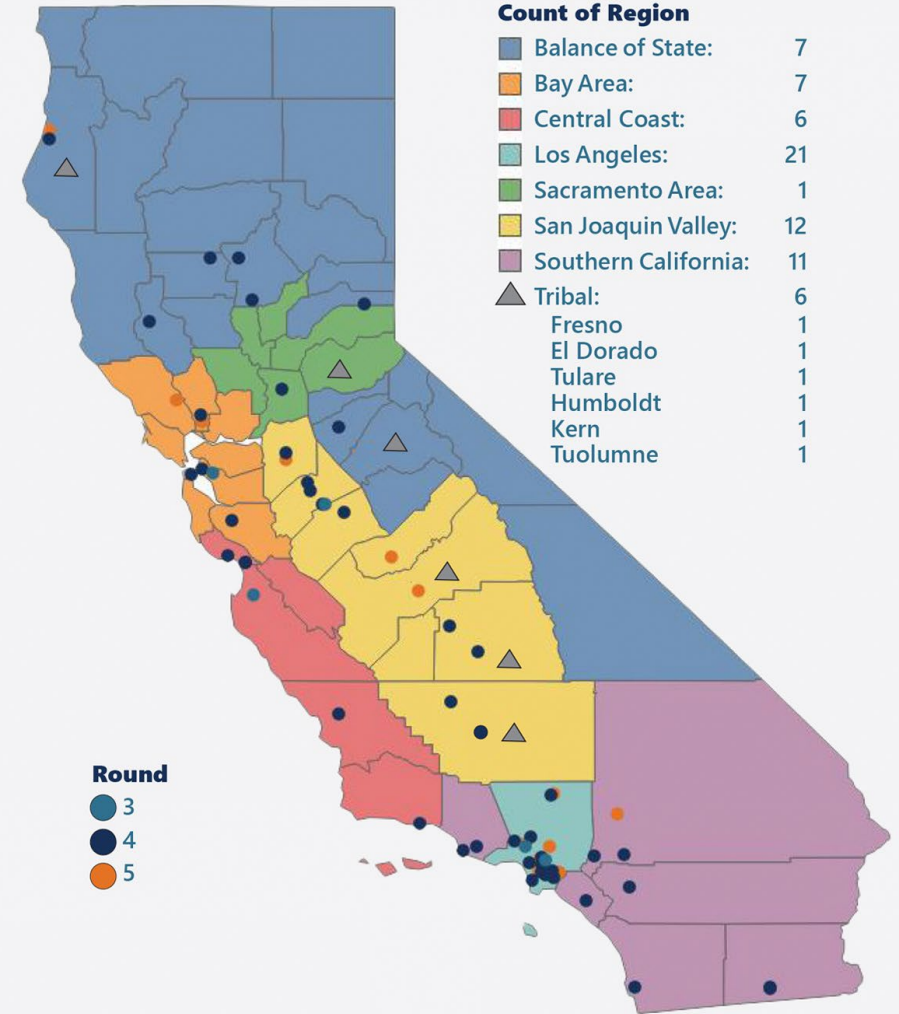 Count of Region
Balance of State: 7
Bay Area: 7
Central Coast: 6
Los Angeles: 21
Sacramento Area: 1
San Joaquin Valley: 12
Southern California: 11
Tribal: 6
Fresno 1
El Dorado 1
Tulare 1
Humboldt 1
Kern 1
Tuolumne 1
Round
3
4
5